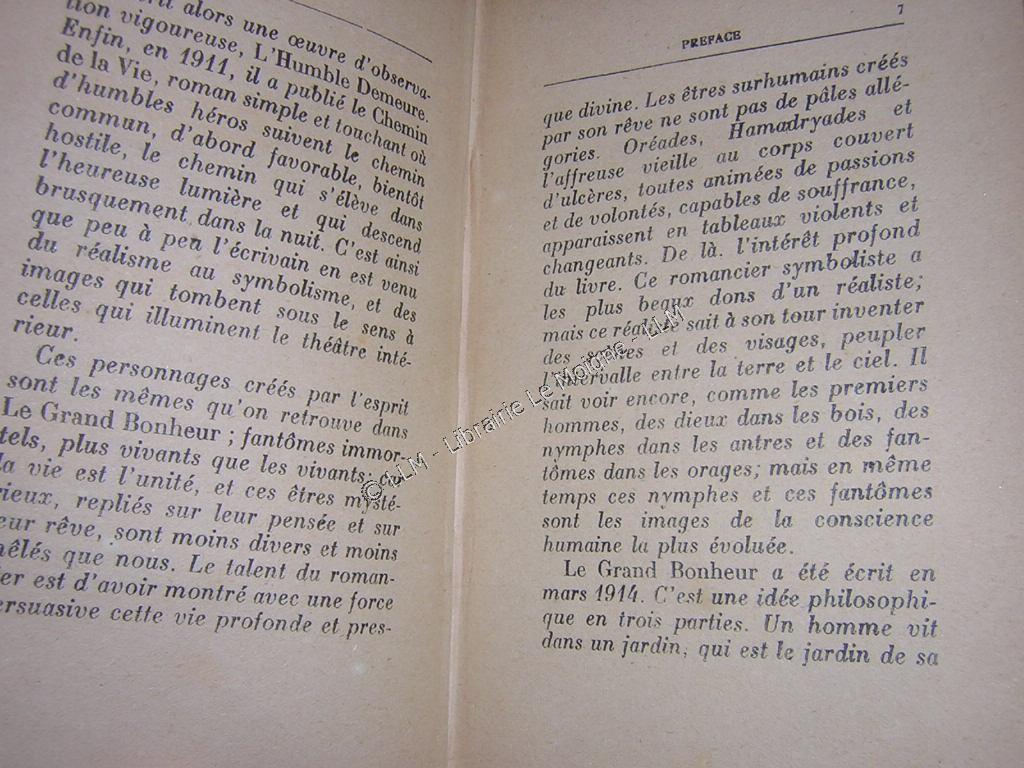 alors une œuvre d'observa-
tion vigoureuse, L'Humble Demeure.
Enfin, en 1911, il a publié le Chemin
de la Vie, roman simple et touchant où
d'humbles héros suivent le chemin
commun, d'abord favorable, bientôt
hostile, le chemin qui s'élève dans
l'heureuse lumière et qui descend
brusquement dans la nuit. C'est ainsi
que peu à peu l'écrivain en est venu
du réalisme au symbolisme, et des
images qui tombent sous le sens à
celles qui illuminent le théâtre inté-
rieur.
Ces personnages créés par l'esprit
sont les mêmes qu'on retrouve dans
Le Grand Bonheur ; fantômes immor-
tels, plus vivants que les vivants; car
la vie est l'unité, et ces êtres mysté-
rieux, repliés sur leur pensée et sur
eur rêve, sont moins divers et moins
mêlés que nous. Le talent du roman-
ier est d'avoir montré avec une force
ersuasive cette vie profonde et pres-
7
PREFACE
que divine. Les êtres surhumains créés
par son rêve ne sont pas de pâles allé-
gories. Oréades, Hamadryades et
l'affreuse vieille au corps couvert
d'ulcères, toutes animées de passions
et de volontés, capables de souffrance,
apparaissent en tableaux violents et
changeants. De là. l'intérêt profond
du livre. Ce romancier symboliste a
les plus beaux dons d'un réaliste;
mais ce réaliste sait à son tour inventer
des scènes et des visages, peupler
l'intervalle entre la terre et le ciel. Il
sait voir encore, comme les premiers
hommes, des dieux dans les bois, des
nymphes dans les antres et des fan-
tômes dans les orages; mais en même
temps ces nymphes et ces fantômes
sont les images de la conscience
humaine la plus évoluée.
Le Grand Bonheur a été écrit en
mars 1914. C'est une idée philosophi-
que en trois parties. Un homme vit
dans un jardin, qui est le jardin de sa
© LLM - Librairie Le Moione - LLM